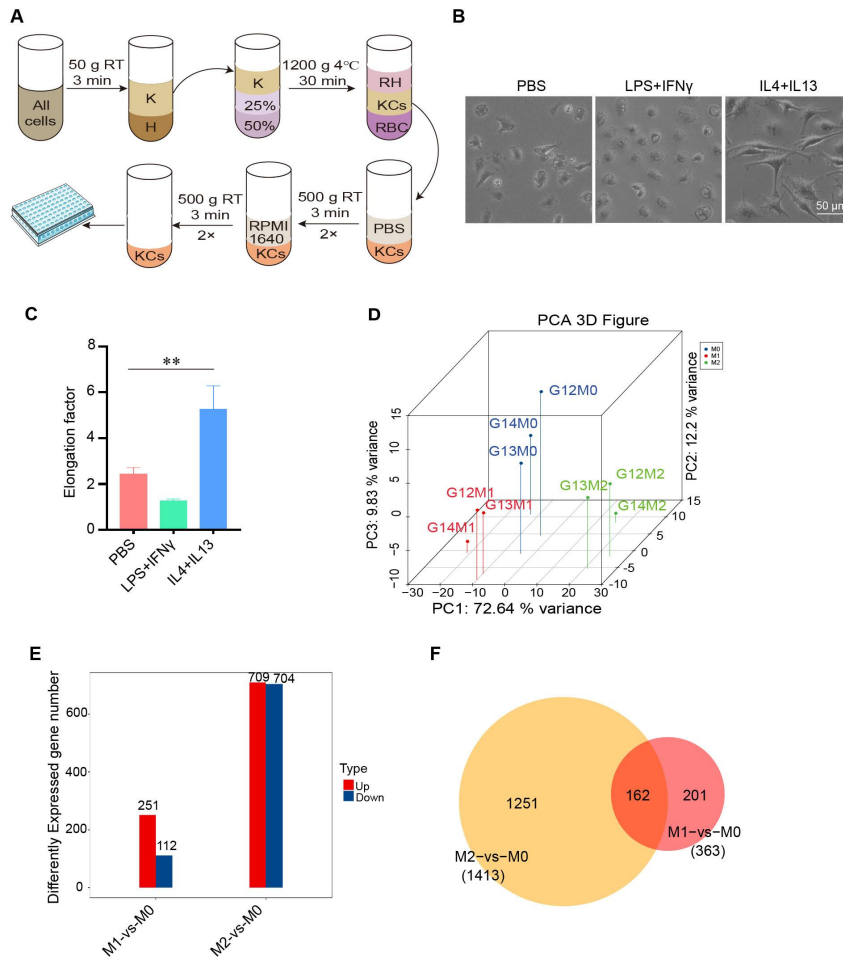 A
50 g RT
3 min
1200 g 4℃
30 min
All
cells
K
H
K
25%
50%
RH
KCs
RBC
500 g RT
3 min
2×
500 g RT
3 min
2×
KCs
RPMI
1640
KCs
PBS
KCs
B
PBS
LPS+IFNγ
IL4+IL13
50 μm
C
**
Elongation factor
8
6
4
2
0
PBS
LPS+IFNγ
IL4+IL13
D
PCA 3D Figure
M0
M1
M2
G12M0
G14M0
G13M0
G12M1
G13M1
G14M1
G12M2
G13M2
G14M2
PC3: 9.83 % variance
15
10
5
0
−5
−10
−30
−20
−10
0
10
20
30
PC1: 72.64 % variance
−10
−5
0
5
10
15
PC2: 12.2 % variance
E
Differently Expressed gene number
600
400
200
0
251
112
709
704
Type
Up
Down
M1-vs-M0
M2-vs-M0
F
1251
162
201
M2−vs−M0
(1413)
M1−vs−M0
(363)